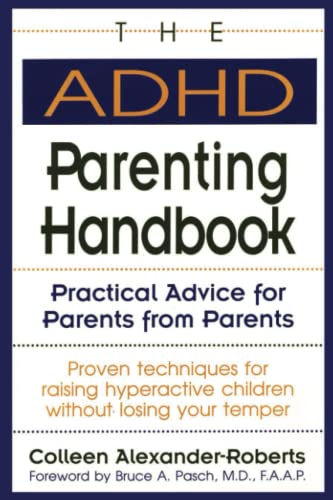 THE
ADHD
Parenting
Handbook
Practical Advice for
Parents from Parents
Proven techniques for
raising hyperactive children
without losing your temper
Colleen Alexander-Roberts
Foreword by Bruce A. Pasch, M.D., F.A.A.P.